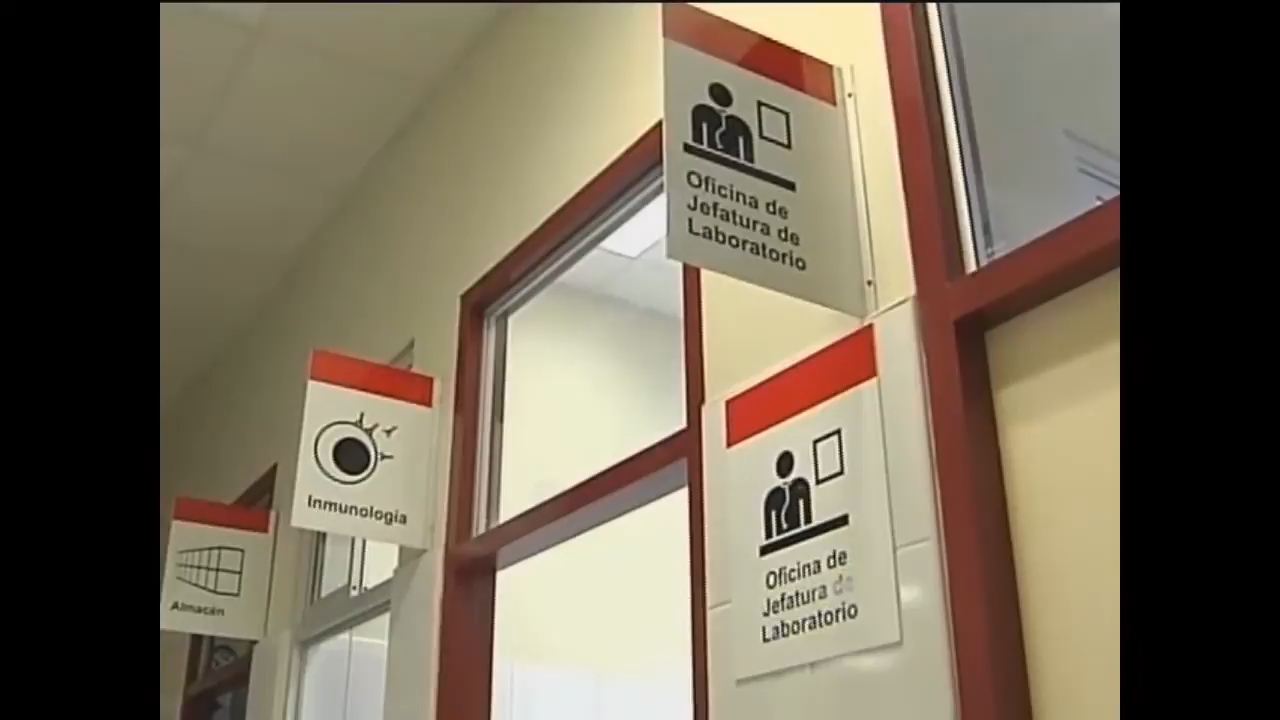 Oficina de
Jefatura de
Laboratorio
Inmunología
Almacén
Oficina de
Jefatura de
Laboratorio